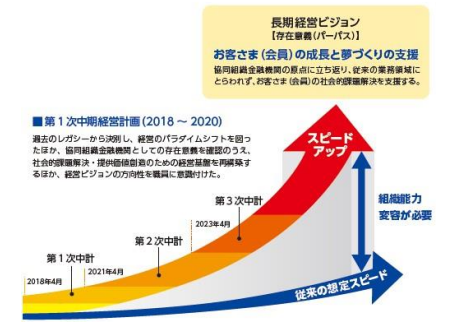 長期経営ビジョン
【存在意義(パーパス)】
お客さま(会員)の成長と夢づくりの支援
協同組織金融機関の原点に立ち返り、従来の業務領域に
とらわれず、お客さま(会員)の社会的課題解決を支援する。
■第1次中期経営計画(2018～2020)
過去のレガシーから決別し、経営のパラダイムシフトを図っ
たほか、協同組織金融機関としての存在意義を確認のうえ、
社会的課題解決・提供価値創造のための経営基盤を再構築す
るほか、経営ビジョンの方向性を職員に意識付けた。
スピード
アップ
組織能力
変容が必要
第3次中計
2023年4月
第2次中計
2021年4月
第1次中計
2018年4月
従来の想定スピード